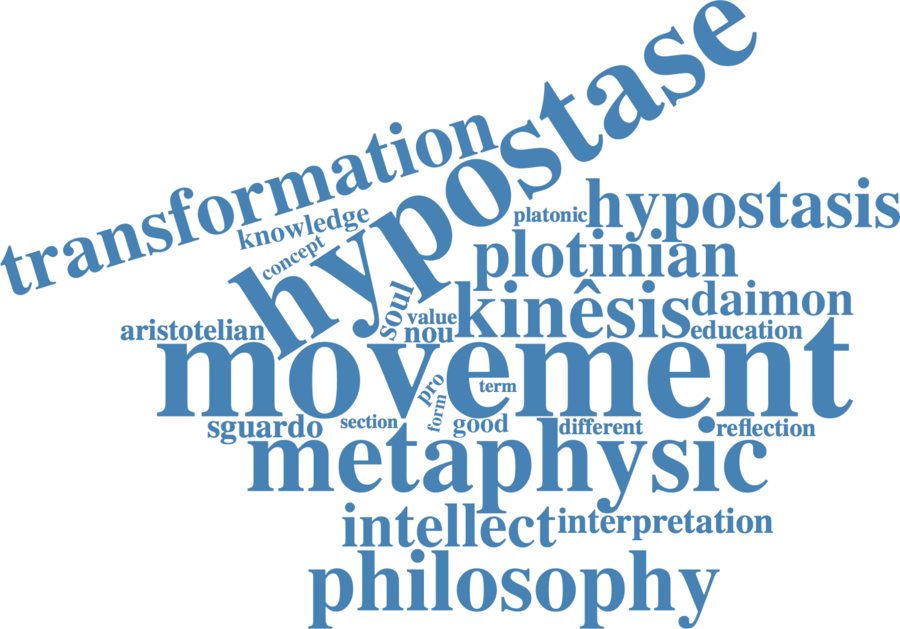 hypostase
transformation
knowledge
platonic
hypostasis
concept
plotinian
soul
value
kinêsis
daimon
aristotelian
nou
education
movement
pro
term
form
sguardo
section
good
different
reflection
metaphysic
intellect
interpretation
philosophy